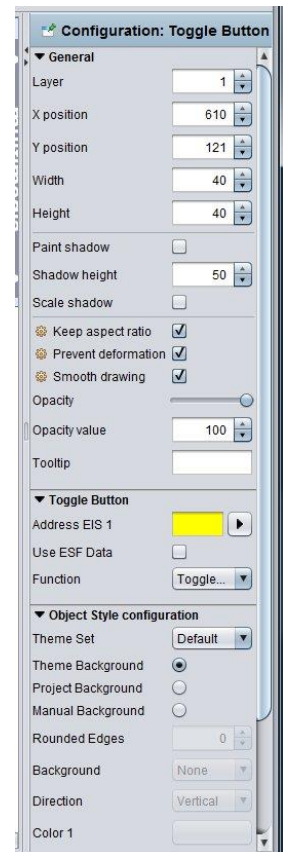 Configuration: Toggle Button
▼ General
Layer 1
X position 610
Y position 121
Width 40
Height 40
Paint shadow
Shadow height 50
Scale shadow
Keep aspect ratio
Prevent deformation
Smooth drawing
Opacity
Opacity value 100
Tooltip
▼ Toggle Button
Address EIS 1
Use ESF Data
Function Toggle...
▼ Object Style configuration
Theme Set Default
Theme Background
Project Background
Manual Background
Rounded Edges 0
Background None
Direction Vertical
Color 1